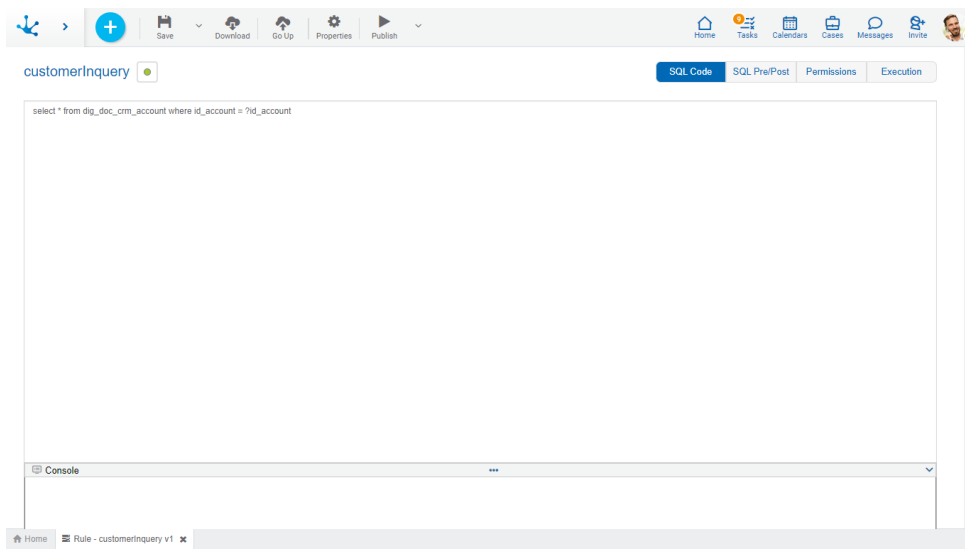 Save
Download
Go Up
Properties
Publish
Home
9
Tasks
Calendars
Cases
Messages
Invite
customerInquery
SQL Code
SQL Pre/Post
Permissions
Execution
select * from dig_doc_crm_account where id_account = ?id_account
Console
Home
Rule - customerInquery v1